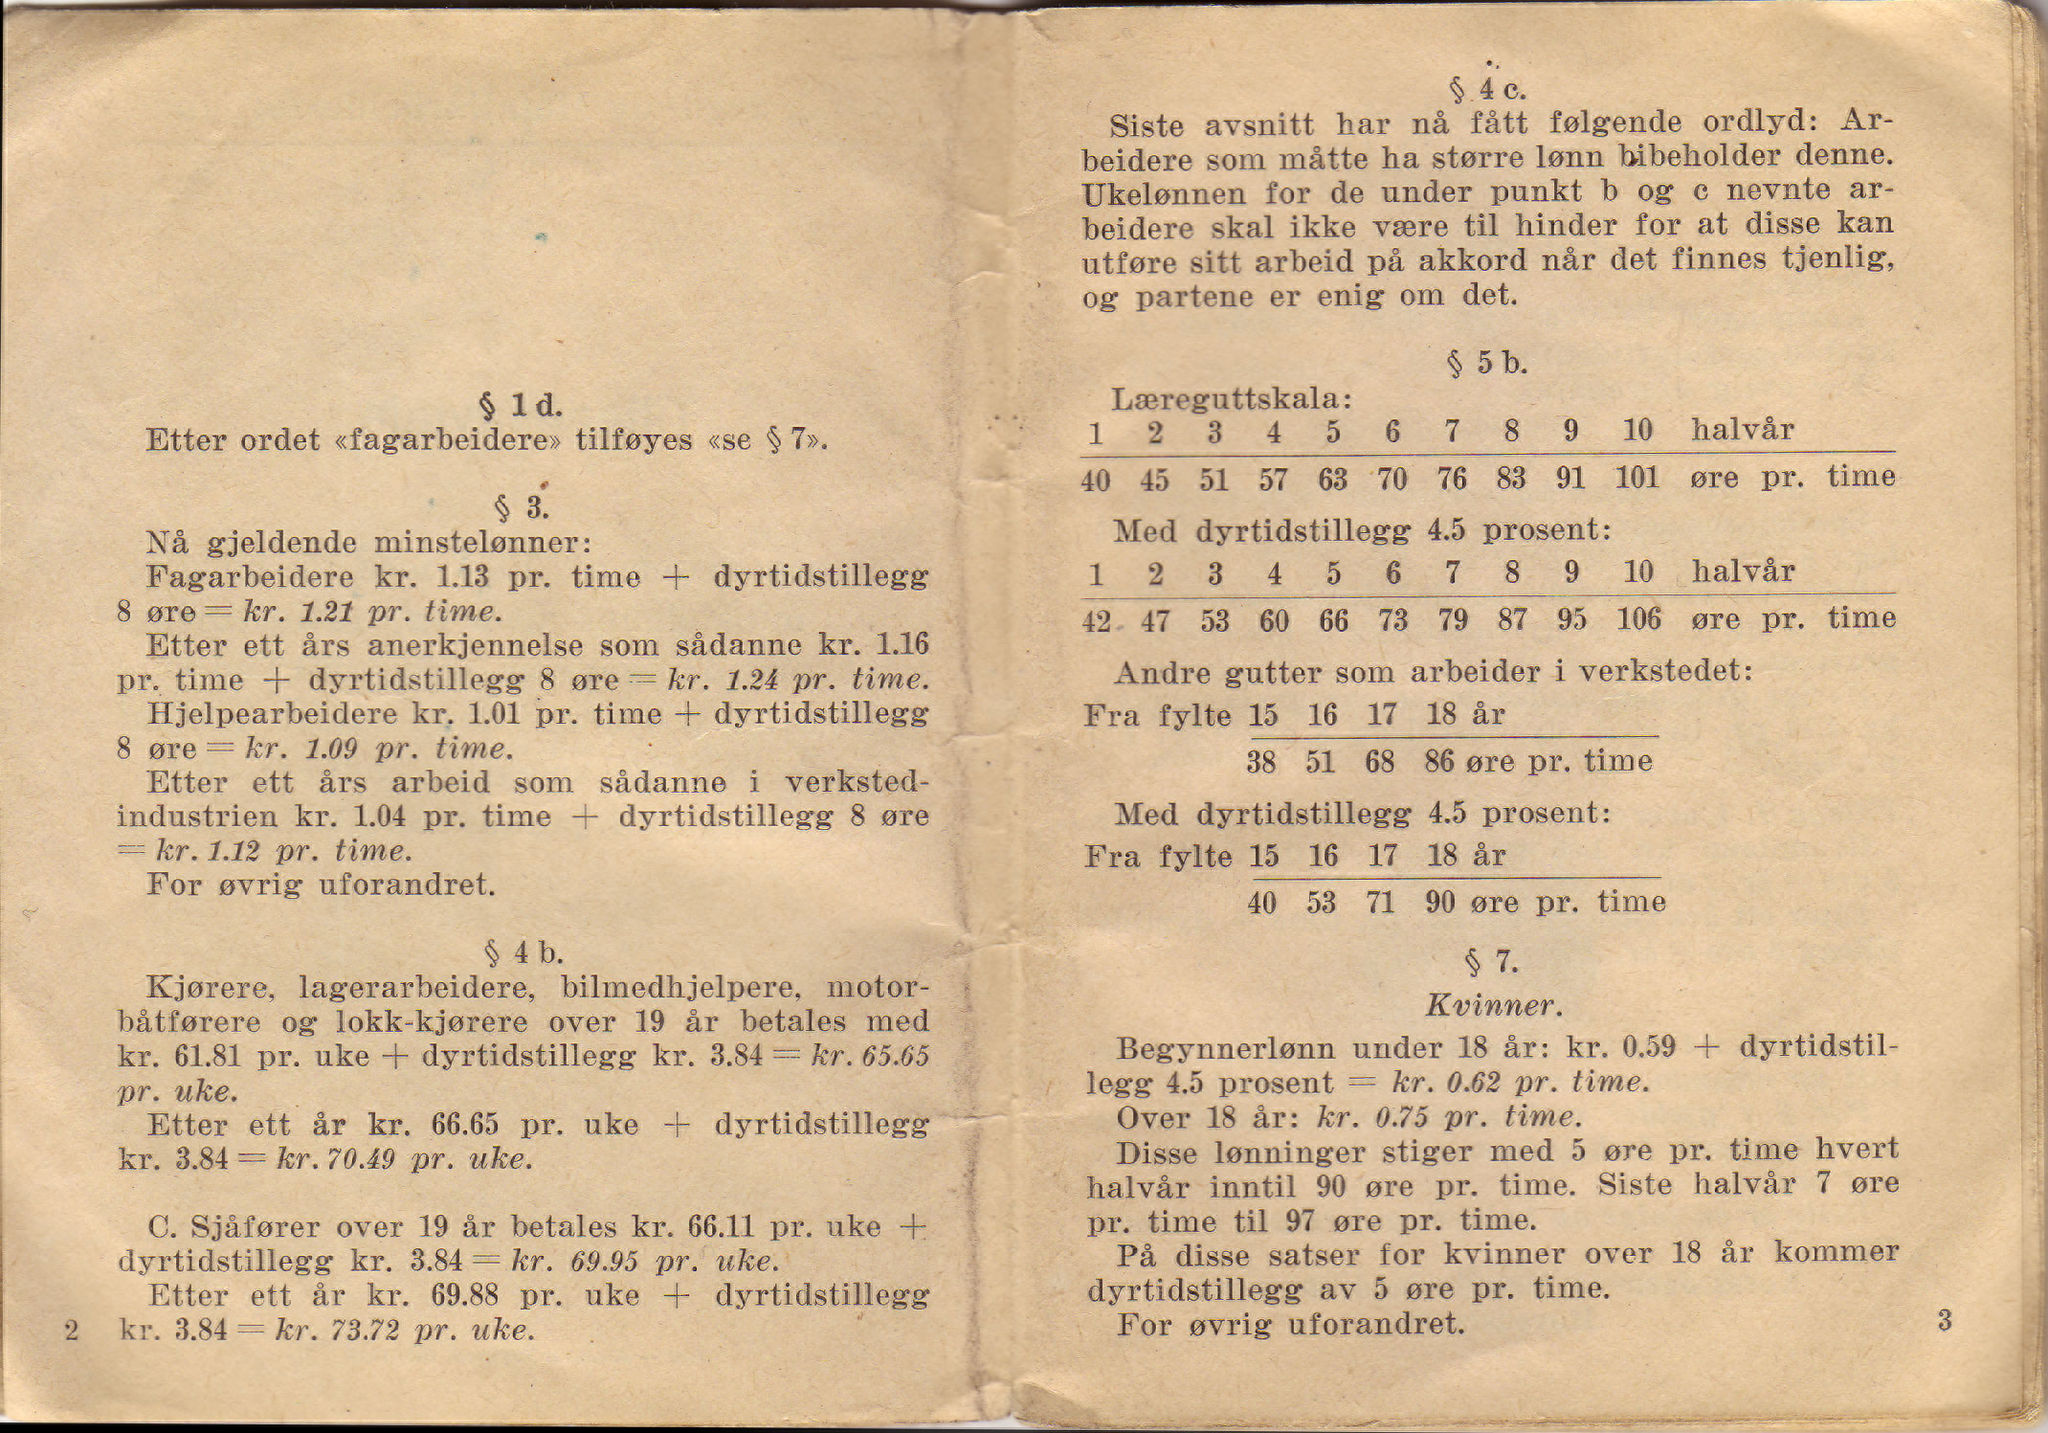 § 1 d.
Etter ordet «fagarbeidere» tilføyes «se § 7».
§ 3.
Nå gjeldende minstelønner:
Fagarbeidere kr. 1.13 pr. time + dyrtidstillegg
8 øre = kr. 1.21 pr. time.
Etter ett års anerkjennelse som sådanne kr. 1.16
pr. time + dyrtidstillegg 8 øre = kr. 1.24 pr. time.
Hjelpearbeidere kr. 1.01 pr. time + dyrtidstillegg
8 øre = kr. 1.09 pr. time.
Etter ett års arbeid som sådanne i verksted-
industrien kr. 1.04 pr. time + dyrtidstillegg 8 øre
= kr. 1.12 pr. time.
For øvrig uforandret.
§ 4 b.
Kjørere, lagerarbeidere, bilmedhjelpere, motor-
båtførere og lokk-kjørere over 19 år betales med
kr. 61.81 pr. uke + dyrtidstillegg kr. 3.84 = kr. 65.65
pr. uke.
Etter ett år kr. 66.65 pr. uke + dyrtidstillegg
kr. 3.84 = kr. 70.49 pr. uke.
C. Sjåfører over 19 år betales kr. 66.11 pr. uke +
dyrtidstillegg kr. 3.84 = kr. 69.95 pr. uke.
Etter ett år kr. 69.88 pr. uke + dyrtidstillegg
kr. 3.84 = kr. 73.72 pr. uke.
2
§ 4 c.
Siste avsnitt har nå fått følgende ordlyd: Ar-
beidere som måtte ha større lønn bibeholder denne.
Ukelønnen for de under punkt b og c nevnte ar-
beidere skal ikke være til hinder for at disse kan
utføre sitt arbeid på akkord når det finnes tjenlig,
og partene er enig om det.
§ 5 b.
Læreguttskala:
1 2 3 4 5 6 7 8 9 10 halvår
40 45 51 57 63 70 76 83 91 101 øre pr. time
Med dyrtidstillegg 4.5 prosent:
1 2 3 4 5 6 7 8 9 10 halvår
42 47 53 60 66 73 79 87 95 106 øre pr. time
Andre gutter som arbeider i verkstedet:
Fra fylte 15 16 17 18 år
38 51 68 86 øre pr. time
Med dyrtidstillegg 4.5 prosent:
Fra fylte 15 16 17 18 år
40 53 71 90 øre pr. time
§ 7.
Kvinner.
Begynnerlønn under 18 år: kr. 0.59 + dyrtidstil-
legg 4.5 prosent = kr. 0.62 pr. time.
Over 18 år: kr. 0.75 pr. time.
Disse lønninger stiger med 5 øre pr. time hvert
halvår inntil 90 øre pr. time. Siste halvår 7 øre
pr. time til 97 øre pr. time.
På disse satser for kvinner over 18 år kommer
dyrtidstillegg av 5 øre pr. time.
For øvrig uforandret.
3